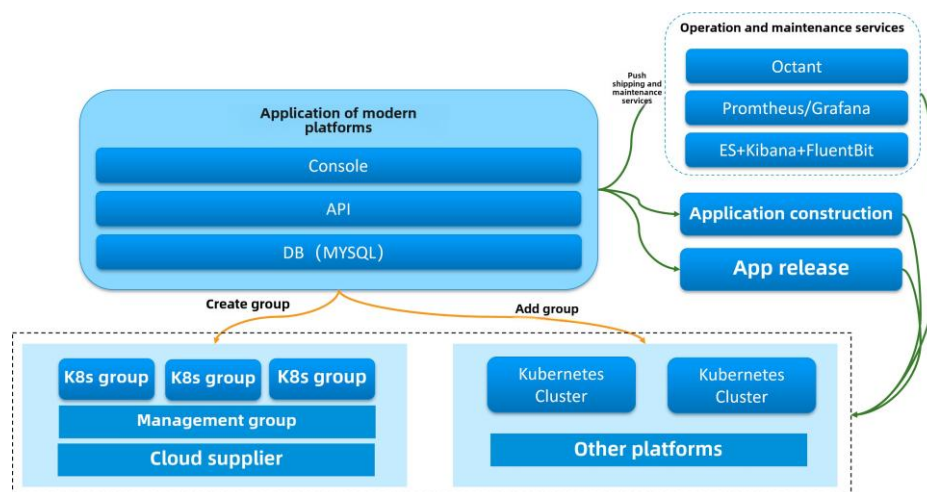 Operation and maintenance services
Octant
Promtheus/Grafana
ES+Kibana+FluentBit
Push
shipping and
maintenance
services
Application of modern
platforms
Console
API
DB（MYSQL）
Application construction
App release
Create group
Add group
K8s group
K8s group
K8s group
Management group
Cloud supplier
Kubernetes
Cluster
Kubernetes
Cluster
Other platforms